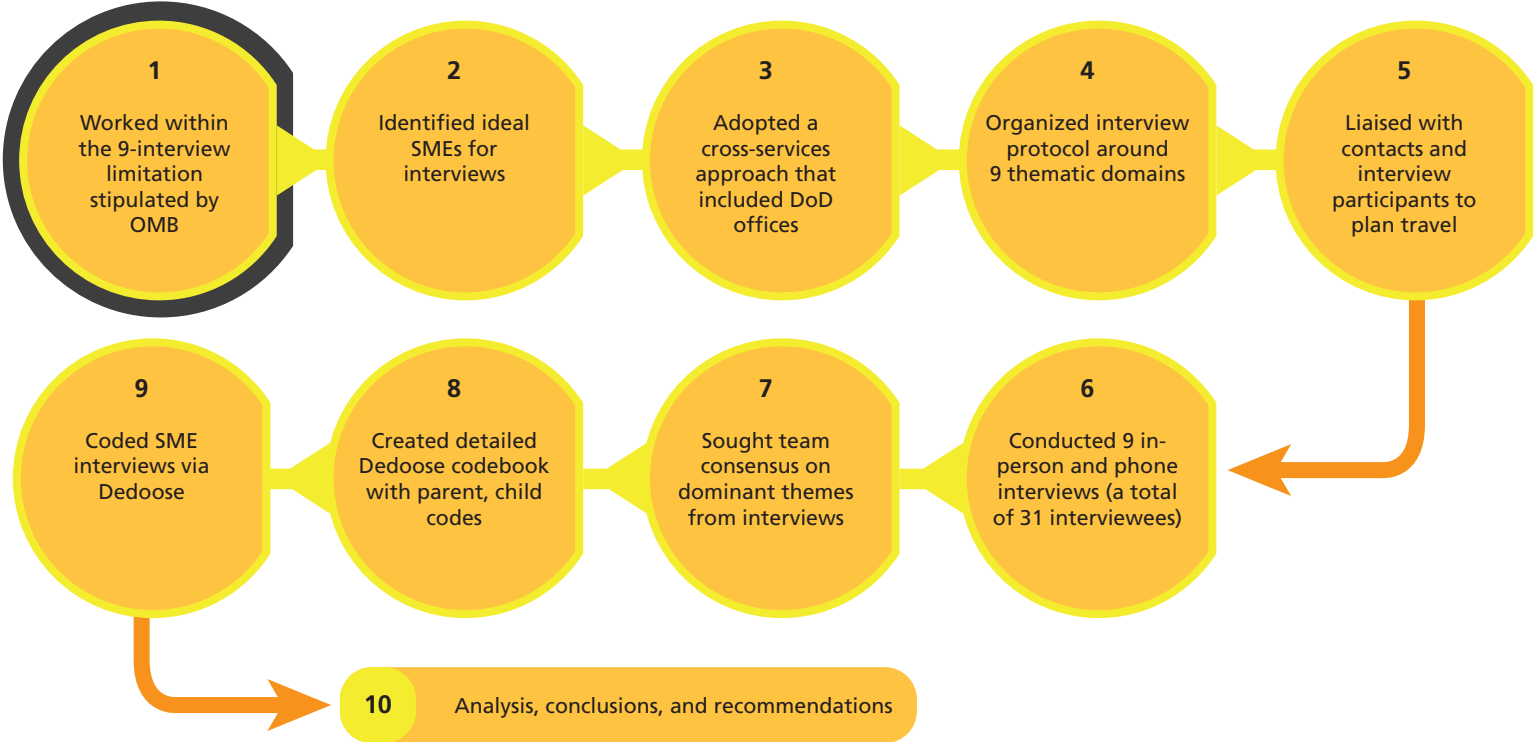 1
Worked within
the 9-interview
limitation
stipulated by
OMB
2
Identified ideal
SMEs for
interviews
3
Adopted a
cross-services
approach that
included DoD
offices
4
Organized interview
protocol around
9 thematic domains
5
Liaised with
contacts and
interview
participants to
plan travel
6
Conducted 9 in-
person and phone
interviews (a total
of 31 interviewees)
7
Sought team
consensus on
dominant themes
from interviews
8
Created detailed
Dedoose codebook
with parent, child
codes
9
Coded SME
interviews via
Dedoose
10
Analysis, conclusions, and recommendations